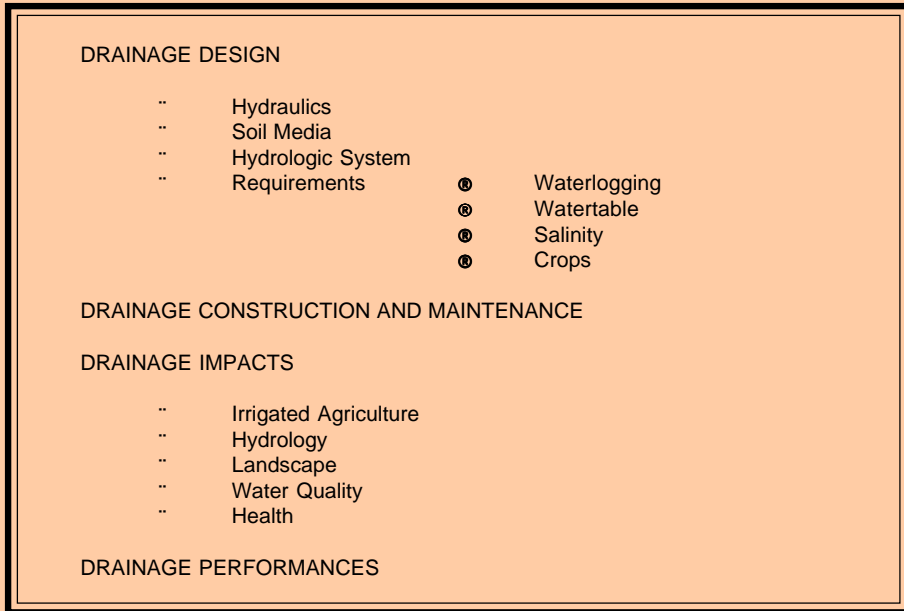 DRAINAGE DESIGN
¨ Hydraulics
¨ Soil Media
¨ Hydrologic System
¨ Requirements ® Waterlogging
® Watertable
® Salinity
® Crops
DRAINAGE CONSTRUCTION AND MAINTENANCE
DRAINAGE IMPACTS
¨ Irrigated Agriculture
¨ Hydrology
¨ Landscape
¨ Water Quality
¨ Health
DRAINAGE PERFORMANCES